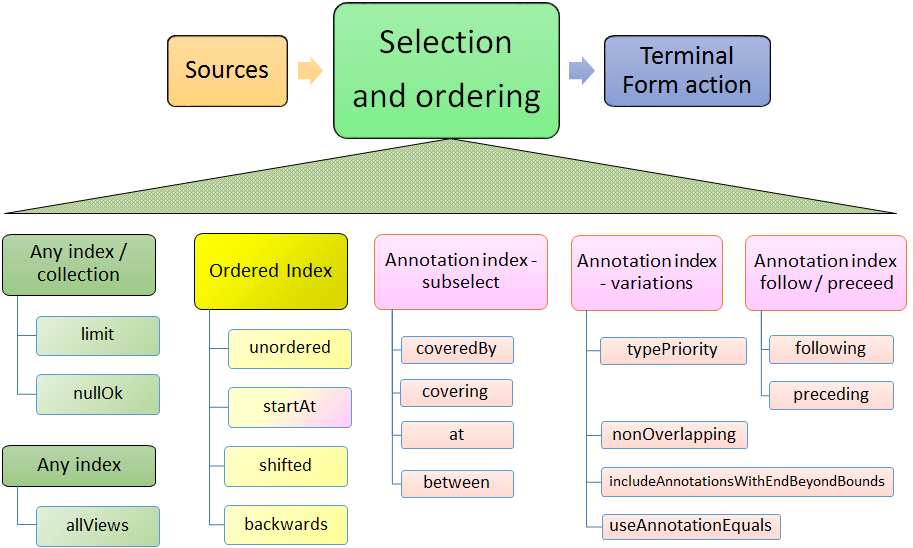 Sources
Selection
and ordering
Terminal
Form action
Any index /
collection
limit
nullOk
Any index
allViews
Ordered Index
unordered
startAt
shifted
backwards
Annotation index -
subselect
coveredBy
covering
at
between
Annotation index
- variations
typePriority
nonOverlapping
includeAnnotationsWithEndBeyondBounds
useAnnotationEquals
Annotation index
follow / preceed
following
preceding